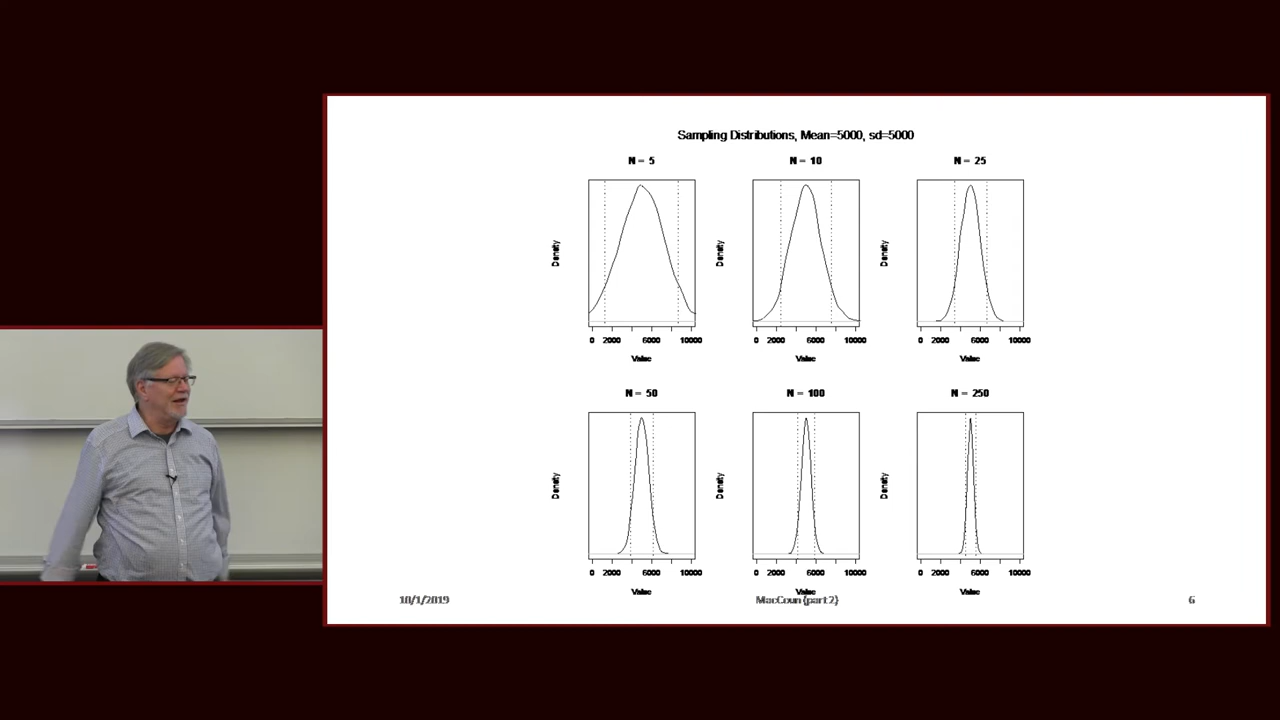 Sampling Distributions, Mean=5000, sd=5000
N = 5
N = 10
N = 25
Density
Density
Density
0 2000 6000 10000
0 2000 6000 10000
0 2000 6000 10000
Value
Value
Value
N = 50
N = 100
N = 250
Density
Density
Density
0 2000 6000 10000
0 2000 6000 10000
0 2000 6000 10000
Value
Value
Value
10/1/2019
MacCoun (part 2)
6